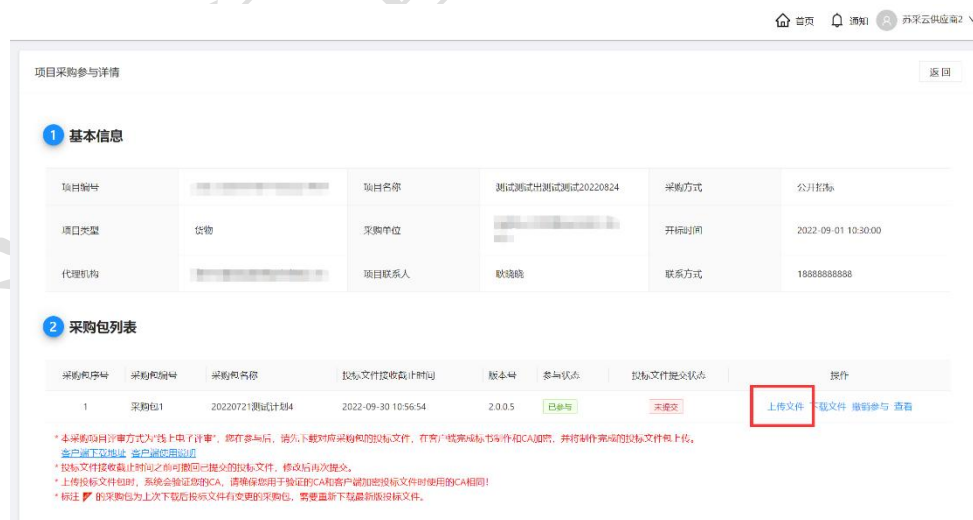 首页 通知 苏采云供应商2
项目采购参与详情 返回
1 基本信息
项目编号 项目名称 测试测试出测试测试20220824 采购方式 公开招标
项目类型 货物 采购单位 开标时间 2022-09-01 10:30:00
代理机构 项目联系人 耿晓晓 联系方式 18888888888
2 采购包列表
采购包序号 采购包编号 采购包名称 投标文件接收截止时间 版本号 参与状态 投标文件提交状态 操作
1 采购包1 20220721测试计划4 2022-09-30 10:56:54 2.0.0.5 已参与 未提交 上传文件 下载文件 撤销参与 查看
* 本采购项目评审方式为"线上电子评审"，您在参与后，请先下载对应采购包的投标文件，在客户端完成标书制作和CA加密，并将制作完成的投标文件包上传。
客户端下载地址 客户端使用说明
* 投标文件接收截止时间之前可撤回已提交的投标文件，修改后再次提交。
* 上传投标文件包时，系统会验证您的CA，请确保您用于验证的CA和客户端加密投标文件时使用的CA相同！
* 标注 的采购包为上次下载后投标文件有变更的采购包，需要重新下载最新版投标文件。